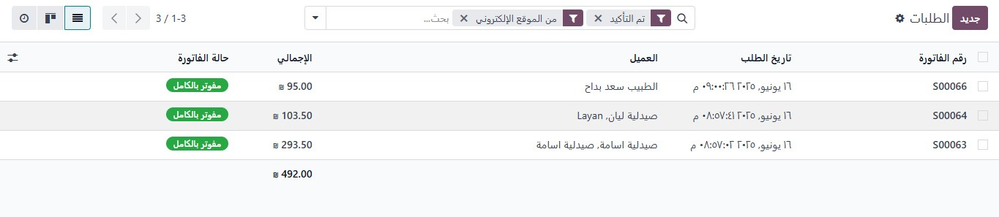 جديد الطلبات تم التأكيد من الموقع الإلكتروني بحث... 1-3 / 3
رقم الفاتورة تاريخ الطلب العميل الإجمالي حالة الفاتورة
S00066 ١٦ يونيو, ٢٠٢٥ ٠٩:٠٠:٢٦ م الطبيب سعد بداح 95.00 ₪ مفوتر بالكامل
S00064 ١٦ يونيو, ٢٠٢٥ ٠٨:٥٧:٤١ م صيدلية ليان, Layan 103.50 ₪ مفوتر بالكامل
S00063 ١٦ يونيو, ٢٠٢٥ ٠٨:٥٧:٠٢ م صيدلية اسامة, صيدلية اسامة 293.50 ₪ مفوتر بالكامل
492.00 ₪